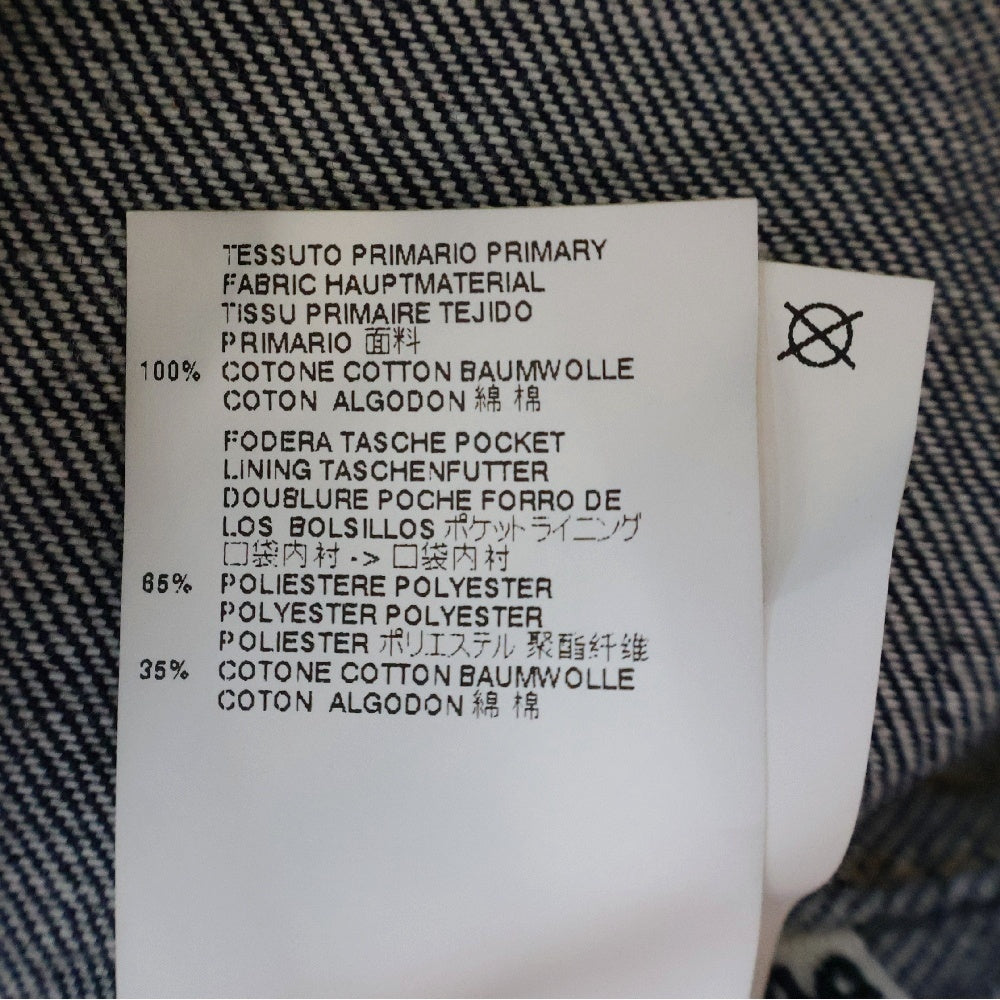 TESSUTO PRIMARIO PRIMARY
FABRIC HAUPTMATERIAL
TISSU PRIMAIRE TEJIDO
PRIMARIO 面料
100% COTONE COTTON BAUMWOLLE
COTON ALGODON 綿 棉
FODERA TASCHE POCKET
LINING TASCHENFUTTER
DOUBLURE POCHE FORRO DE
LOS BOLSILLOS ポケットライニング
口袋内衬 -> 口袋内衬
65% POLIESTERE POLYESTER
POLYESTER POLYESTER
POLIESTER ポリエステル 聚酯纤维
35% COTONE COTTON BAUMWOLLE
COTON ALGODON 綿 棉